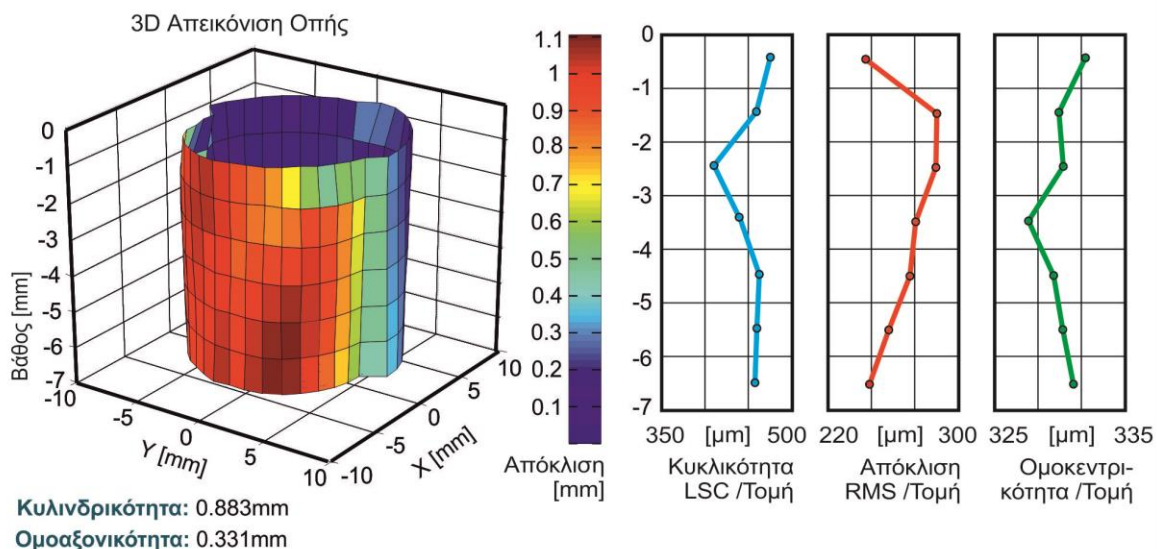 3D Απεικόνιση Οπής
0
-1
-2
-3
-4
-5
-6
-7
Βάθος [mm]
-10
-5
0
5
10
Y [mm]
-10
-5
0
5
10
X [mm]
1.1
1
0.9
0.8
0.7
0.6
0.5
0.4
0.3
0.2
0.1
Απόκλιση
[mm]
0
-1
-2
-3
-4
-5
-6
-7
350 [μm] 500
Κυκλικότητα
LSC /Τομή
220 [μm] 300
Απόκλιση
RMS /Τομή
325 [μm] 335
Ομοκεντρι-
κότητα /Τομή
Κυλινδρικότητα: 0.883mm
Ομοαξονικότητα: 0.331mm